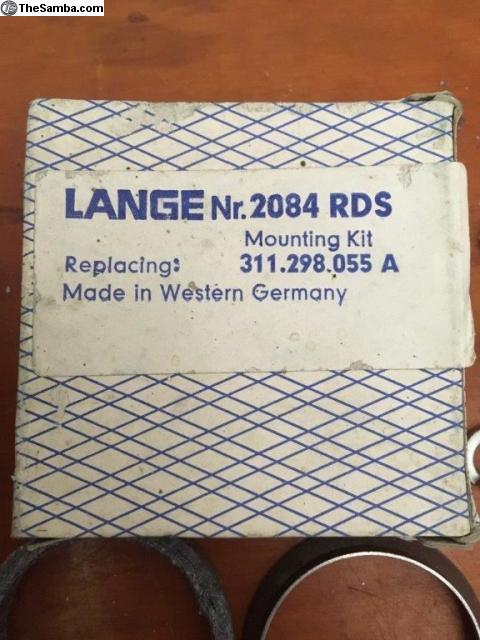 TheSamba.com
LANGE Nr. 2084 RDS
Mounting Kit
Replacing: 311.298.055 A
Made in Western Germany